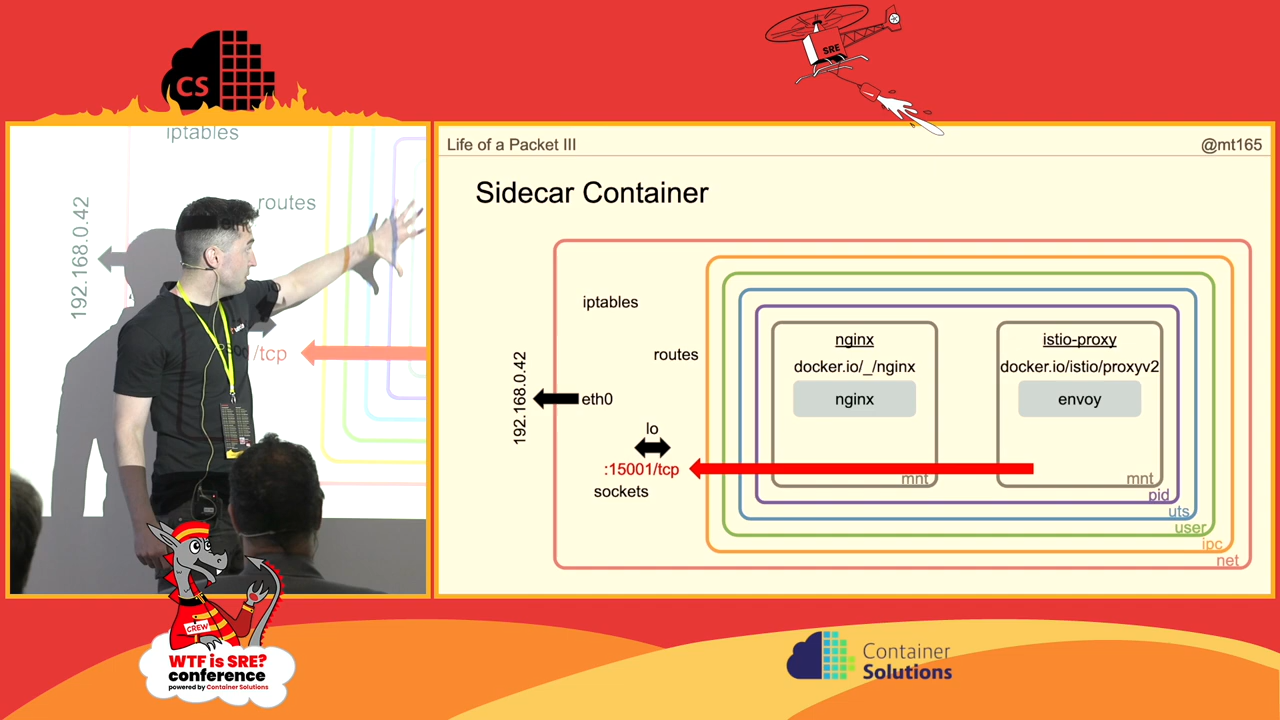 CS
SRE
iptables
routes
192.168.0.42
/tcp
Life of a Packet III
@mt165
Sidecar Container
iptables
routes
192.168.0.42
eth0
lo
:15001/tcp
sockets
nginx
docker.io/_/nginx
nginx
mnt
istio-proxy
docker.io/istio/proxyv2
envoy
mnt
pid
uts
user
ipc
net
CREW
WTF is SRE?
conference
powered by Container Solutions
Container
Solutions